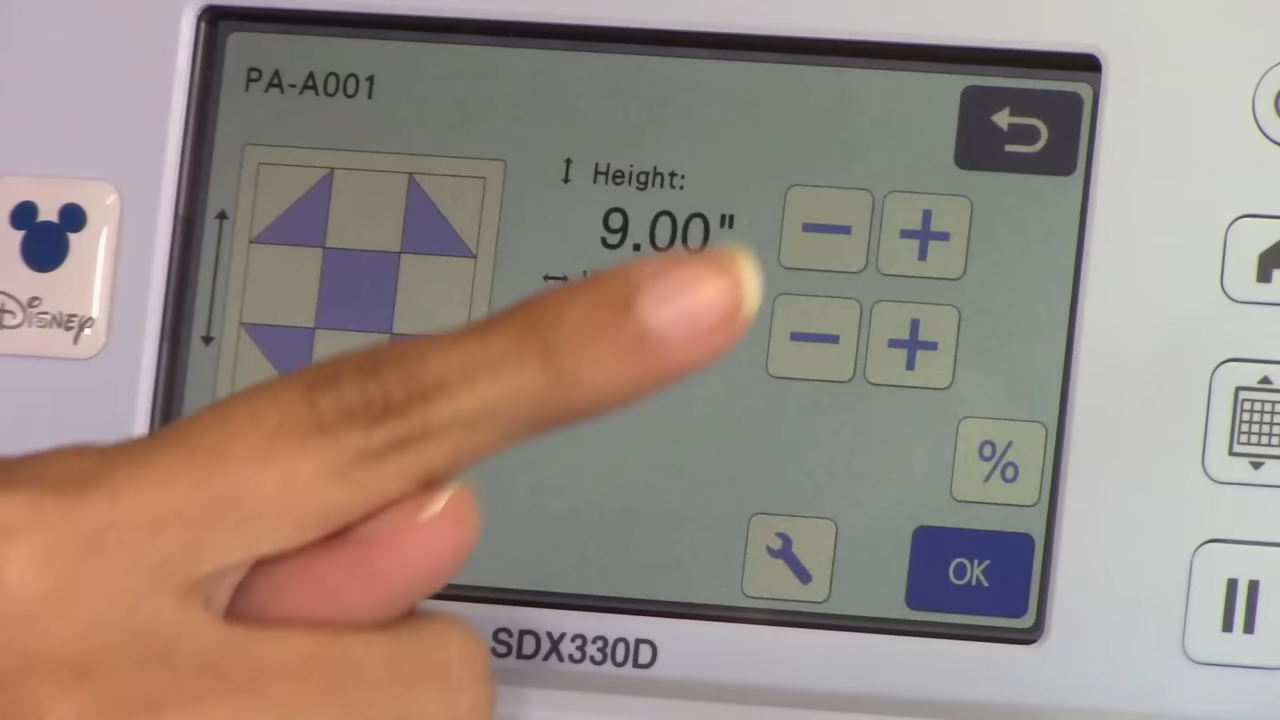 PA-A001
Height:
9.00"
%
OK
Disney
SDX330D